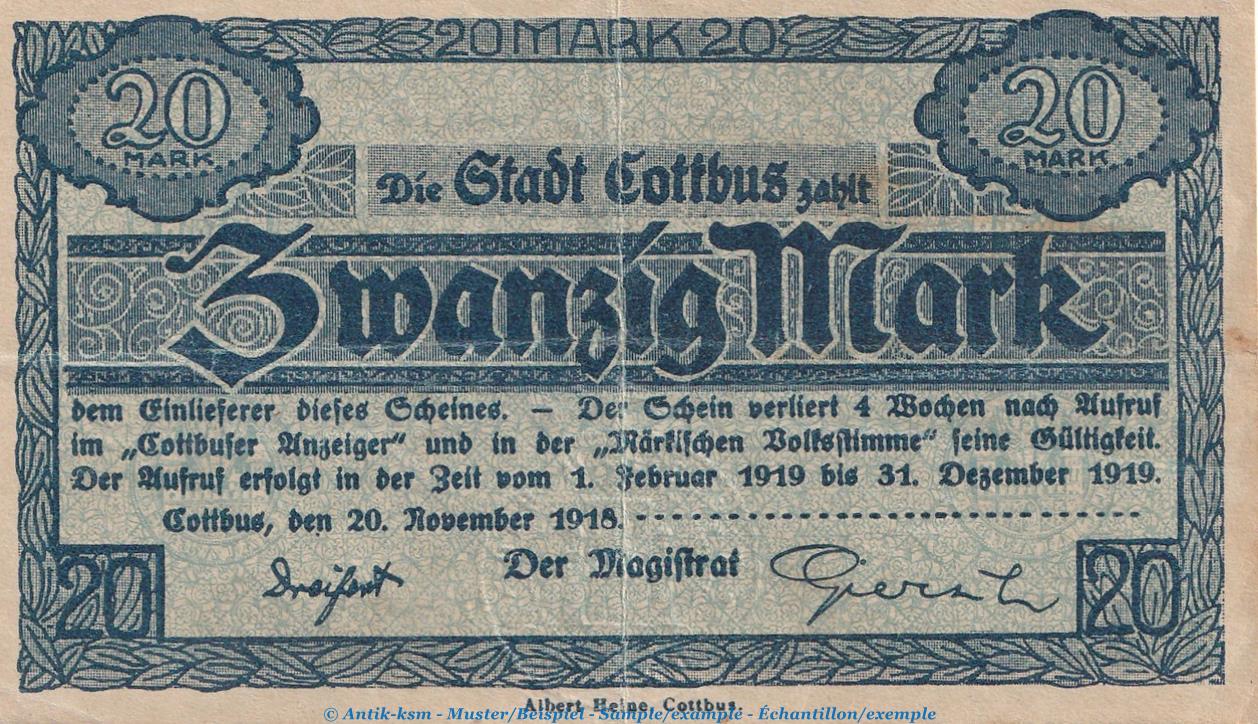 20 MARK 20
20 MARK
20 MARK
Die Stadt Cottbus zahlt
Zwanzig Mark
dem Einlieferer dieses Scheines. — Der Schein verliert 4 Wochen nach Aufruf
im „Cottbuser Anzeiger“ und in der „Märkischen Volksstimme“ seine Gültigkeit.
Der Aufruf erfolgt in der Zeit vom 1. Februar 1919 bis 31. Dezember 1919.
Cottbus, den 20. November 1918.
Der Magistrat
Dreifert
20
20
Albert Heine, Cottbus.
© Antik-ksm - Muster/Beispiel - Sample/example - Échantillon/exemple